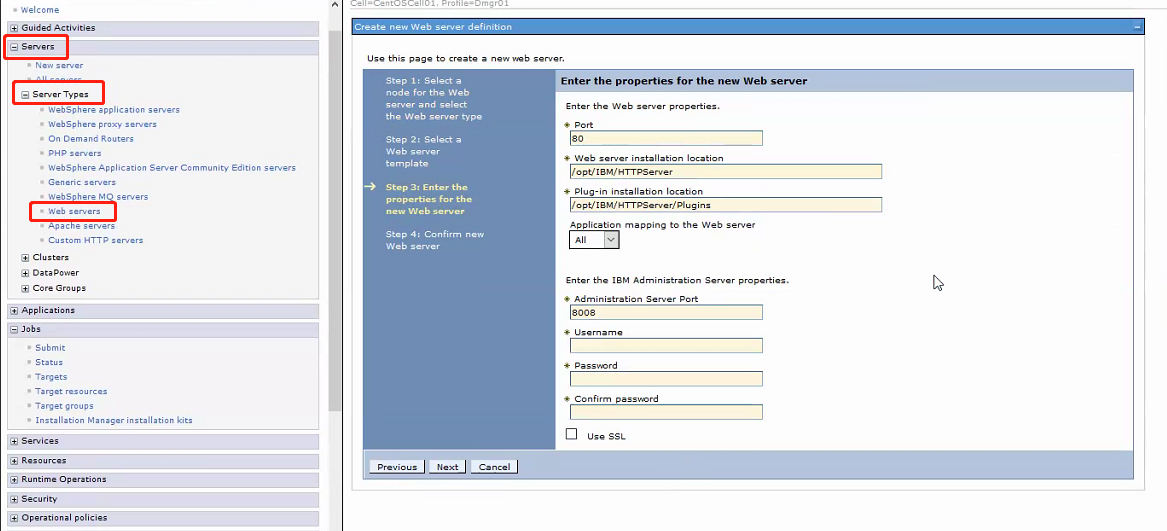 Welcome
Guided Activities
Servers
New server
All servers
Server Types
WebSphere application servers
WebSphere proxy servers
On Demand Routers
PHP servers
WebSphere Application Server Community Edition servers
Generic servers
WebSphere MQ servers
Web servers
Apache servers
Custom HTTP servers
Clusters
DataPower
Core Groups
Applications
Jobs
Submit
Status
Targets
Target resources
Target groups
Installation Manager installation kits
Services
Resources
Runtime Operations
Security
Operational policies
Cell=CentOSCell01, Profile=Dmgr01
Create new Web server definition
Use this page to create a new web server.
Step 1: Select a
node for the Web
server and select
the Web server type
Step 2: Select a
Web server
template
Step 3: Enter the
properties for the
new Web server
Step 4: Confirm new
Web server
Enter the properties for the new Web server
Enter the Web server properties.
Port
80
Web server installation location
/opt/IBM/HTTPServer
Plug-in installation location
/opt/IBM/HTTPServer/Plugins
Application mapping to the Web server
All
Enter the IBM Administration Server properties.
Administration Server Port
8008
Username
Password
Confirm password
Use SSL
Previous Next Cancel